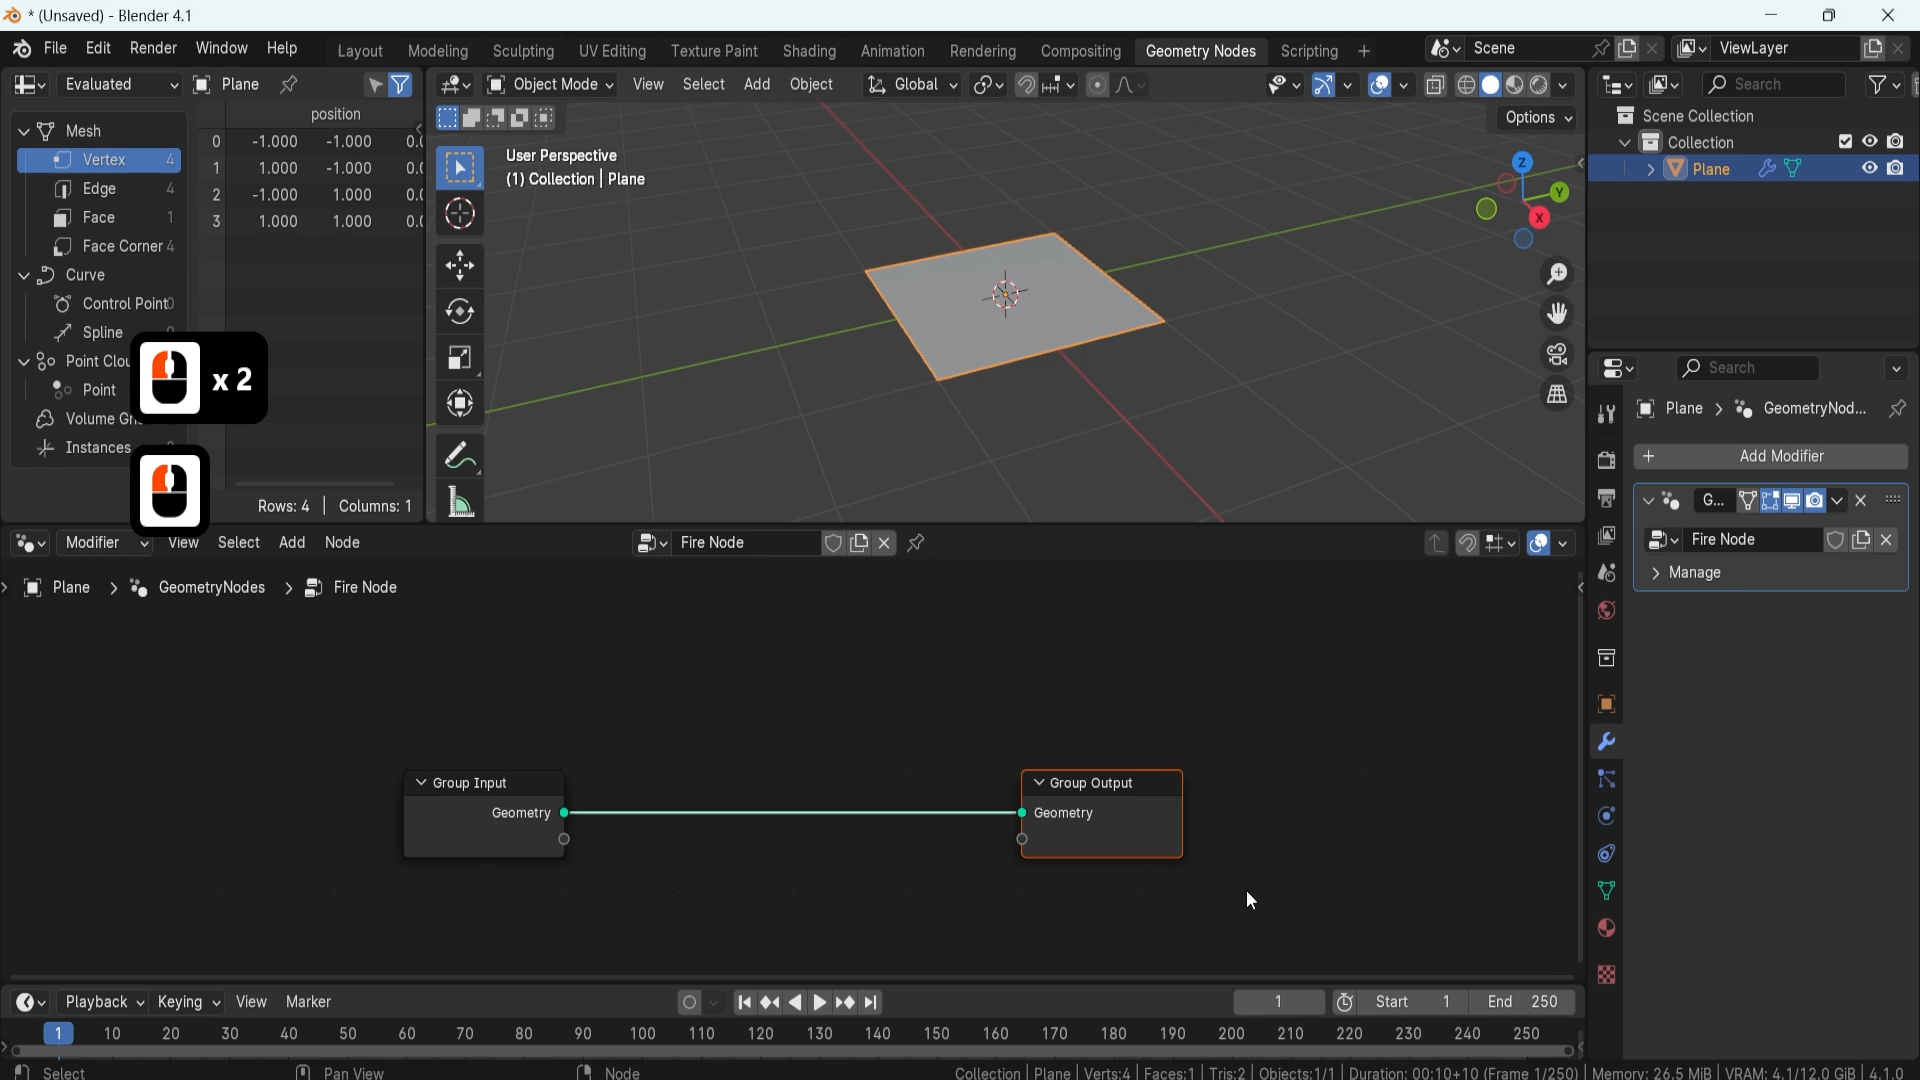 * (Unsaved) - Blender 4.1
File Edit Render Window Help
Layout Modeling Sculpting UV Editing Texture Paint Shading Animation Rendering Compositing Geometry Nodes Scripting
Scene
ViewLayer
Evaluated
Plane
Object Mode View Select Add Object
Global
Search
Options
position
Mesh
Vertex 4
Edge 4
Face 1
Face Corner 4
Curve
Control Point 0
Spline
Point Clou
Point
Instances
0 -1.000 -1.000
1 1.000 -1.000
2 -1.000 1.000
3 1.000 1.000
x 2
Rows: 4 | Columns: 1
User Perspective
(1) Collection | Plane
Z
Y
X
Scene Collection
Collection
Plane
Search
Plane > GeometryNod...
+ Add Modifier
G...
Fire Node
Manage
Modifier View Select Add Node
Fire Node
Plane > GeometryNodes > Fire Node
Group Input
Geometry
Group Output
Geometry
Playback Keying View Marker
1
Start 1
End 250
1 10 20 30 40 50 60 70 80 90 100 110 120 130 140 150 160 170 180 190 200 210 220 230 240 250
Select
Pan View
Node
Collection | Plane | Verts:4 | Faces:1 | Tris:2 | Objects:1/1 | Duration: 00:10+10 (Frame 1/250) | Memory: 26.5 MiB | VRAM: 4.1/12.0 GiB | 4.1.0